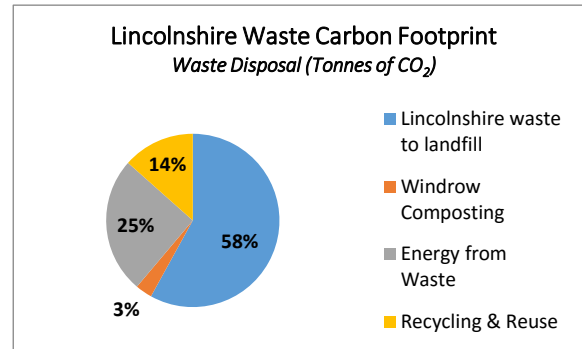 Lincolnshire Waste Carbon Footprint
Waste Disposal (Tonnes of CO₂)
14%
25%
58%
3%
Lincolnshire waste
to landfill
Windrow
Composting
Energy from
Waste
Recycling & Reuse